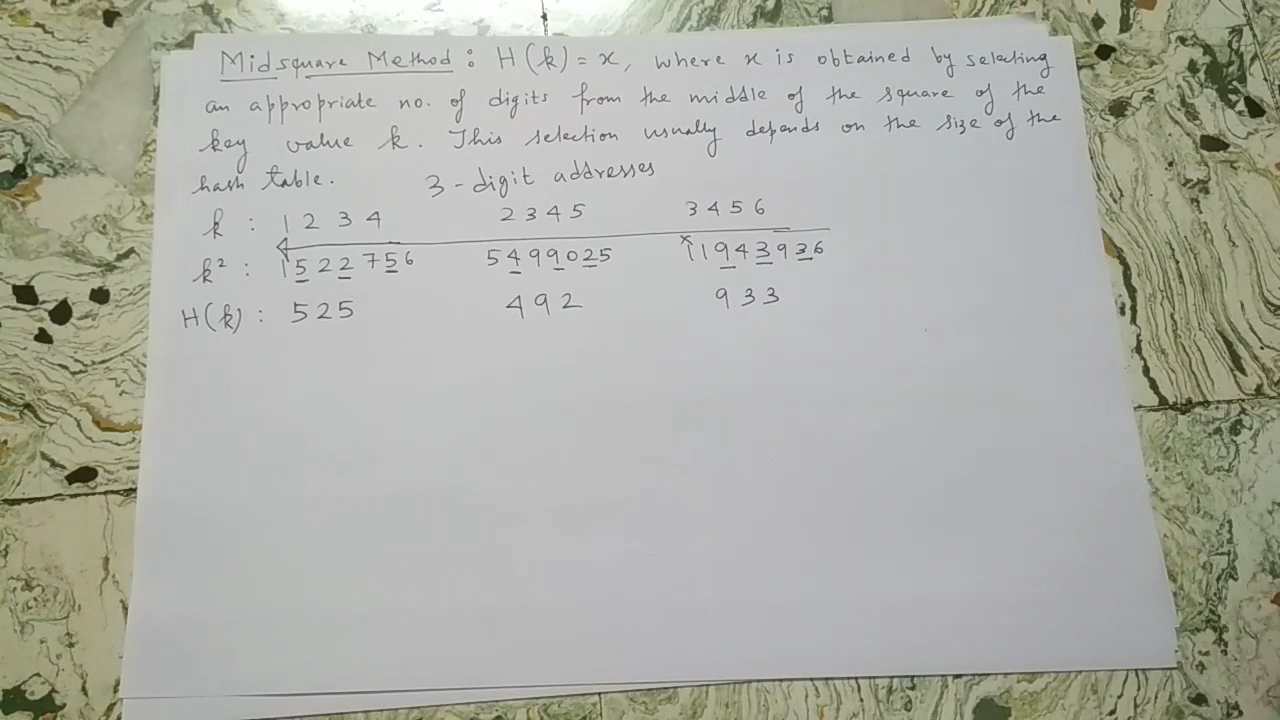 Midsquare Method : H(k) = x, where x is obtained by selecting
an appropriate no. of digits from the middle of the square of the
key value k. This selection usually depends on the size of the
hash table. 3-digit addresses
k : 1234 2345 3456
k² : 1522756 5499025 11943936
H(k) : 525 492 933